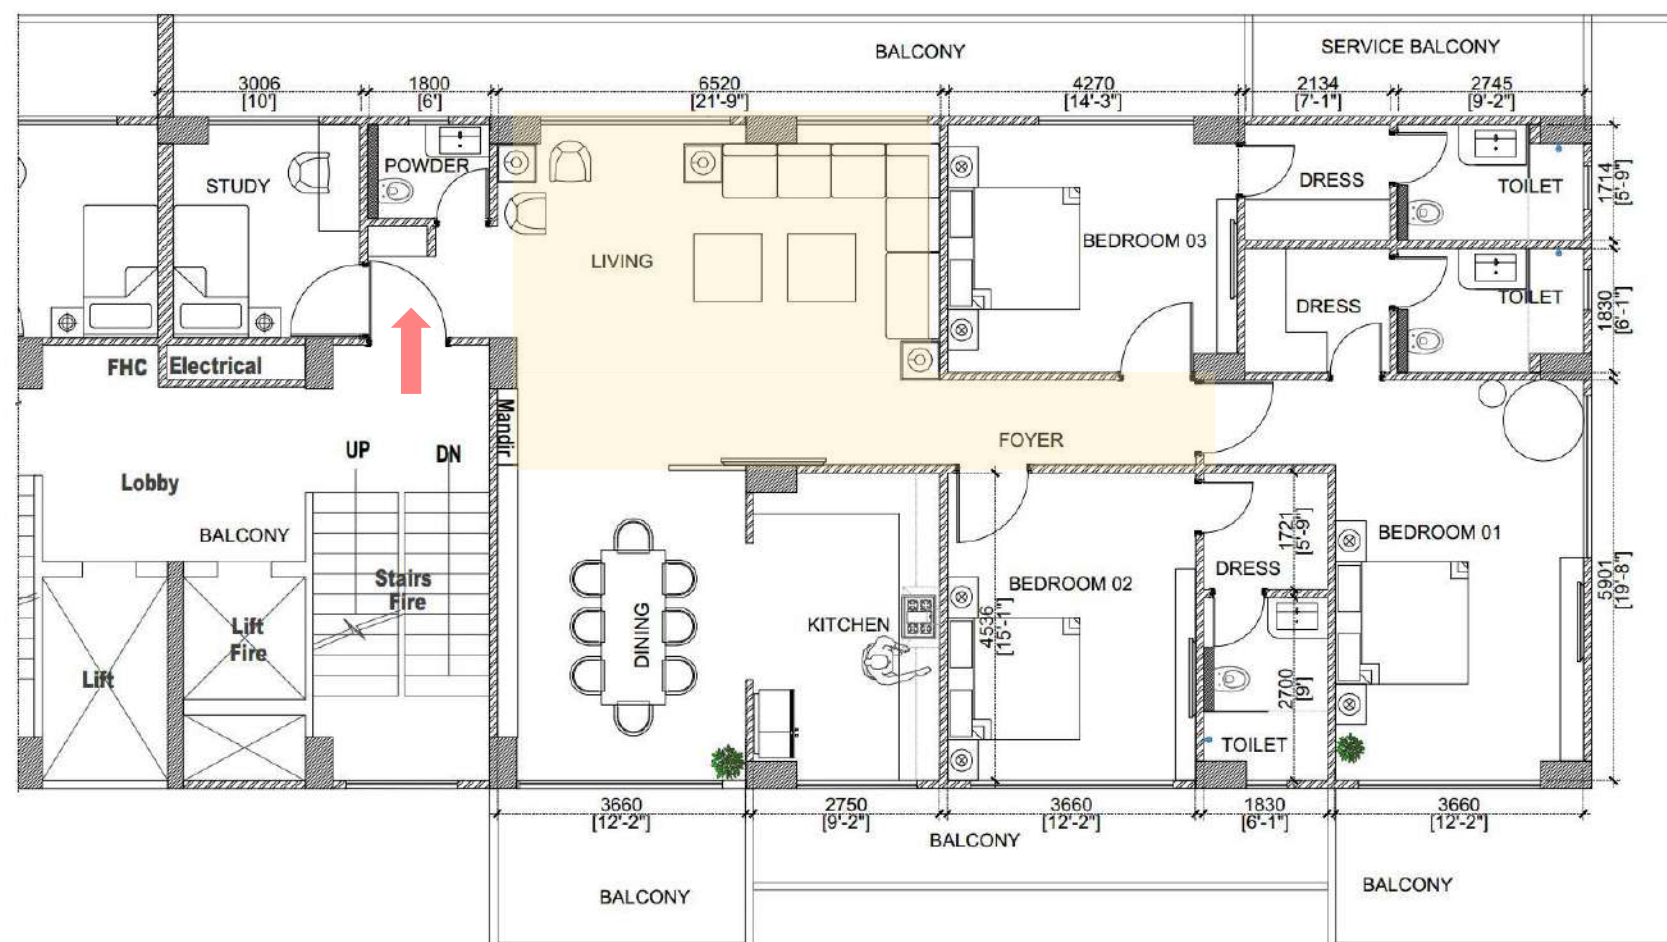 BALCONY
SERVICE BALCONY
3006
[10']
1800
[6']
6520
[21'-9"]
4270
[14'-3"]
2134
[7'-1"]
2745
[9'-2"]
STUDY
POWDER
LIVING
BEDROOM 03
DRESS
TOILET
1714
[5'-9"]
DRESS
TOILET
1830
[6'-1"]
FHC
Electrical
Mandir
FOYER
UP
DN
Lobby
BALCONY
Stairs
Fire
Lift
Fire
Lift
DINING
KITCHEN
BEDROOM 02
4536
[15'-1"]
1721
[5'-9"]
DRESS
2700
[9']
TOILET
BEDROOM 01
5901
[19'-8"]
3660
[12'-2"]
2750
[9'-2"]
3660
[12'-2"]
1830
[6'-1"]
3660
[12'-2"]
BALCONY
BALCONY
BALCONY